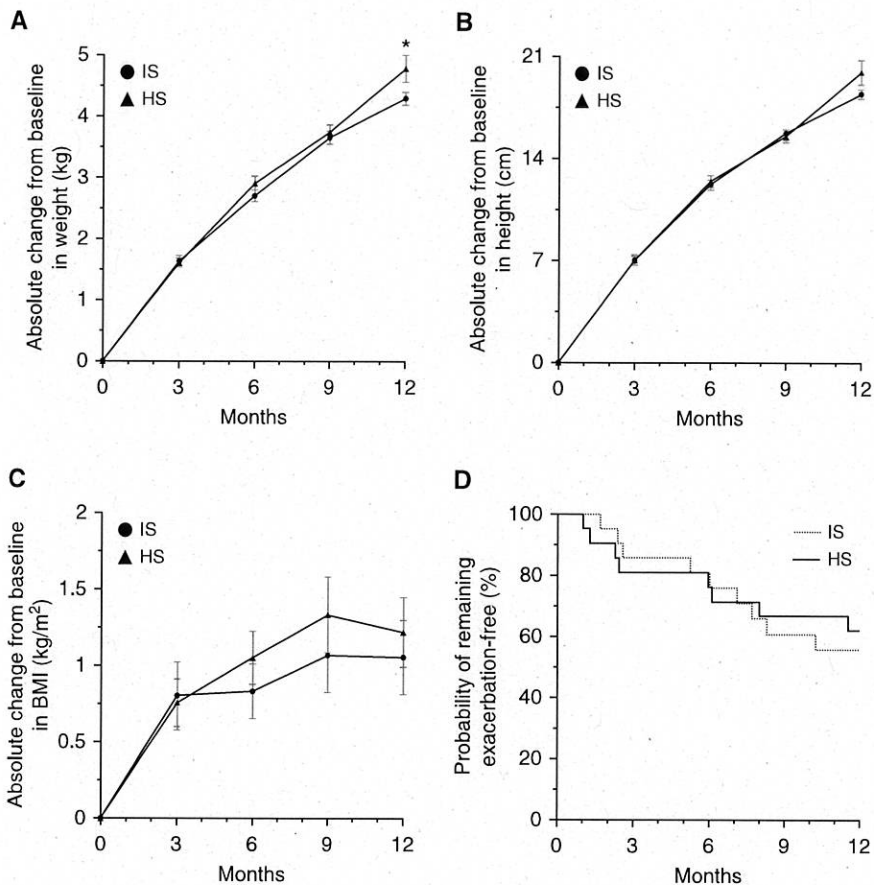 A
Absolute change from baseline
in weight (kg)
5
4
3
2
1
0
IS
HS
*
0 3 6 9 12
Months
B
Absolute change from baseline
in height (cm)
21
14
7
0
IS
HS
0 3 6 9 12
Months
C
Absolute change from baseline
in BMI (kg/m²)
2
1.5
1
0.5
0
IS
HS
0 3 6 9 12
Months
D
Probability of remaining
exacerbation-free (%)
100
80
60
40
20
0
IS
HS
0 3 6 9 12
Months